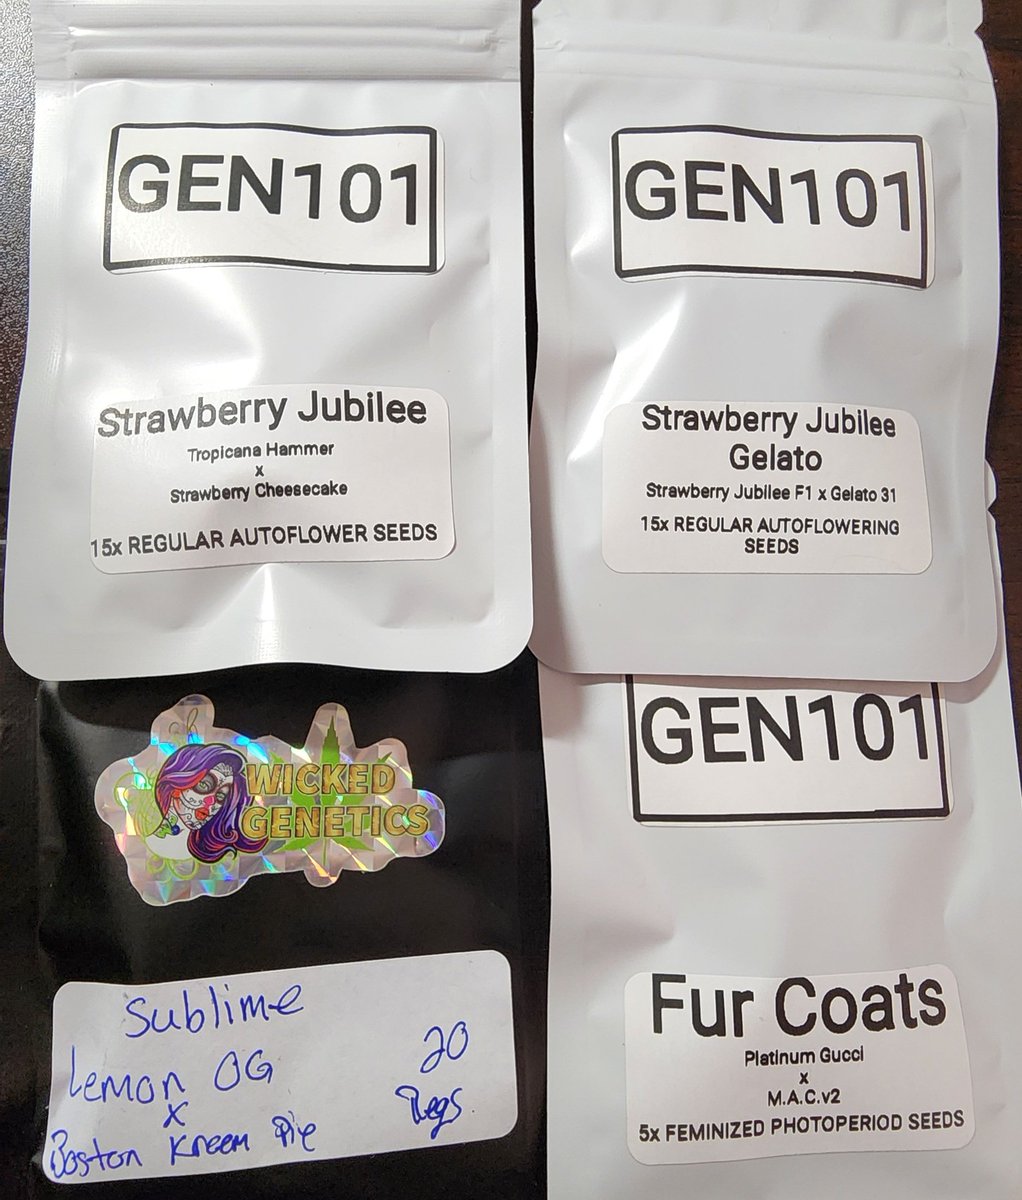 GEN101
Strawberry Jubilee
Tropicana Hammer
x
Strawberry Cheesecake
15x REGULAR AUTOFLOWER SEEDS
GEN101
Strawberry Jubilee
Gelato
Strawberry Jubilee F1 x Gelato 31
15x REGULAR AUTOFLOWERING
SEEDS
WICKED
GENETICS
Sublime
Lemon OG
x
Boston Kreem Pie
20
Regs
GEN101
Fur Coats
Platinum Gucci
x
M.A.C.v2
5x FEMINIZED PHOTOPERIOD SEEDS